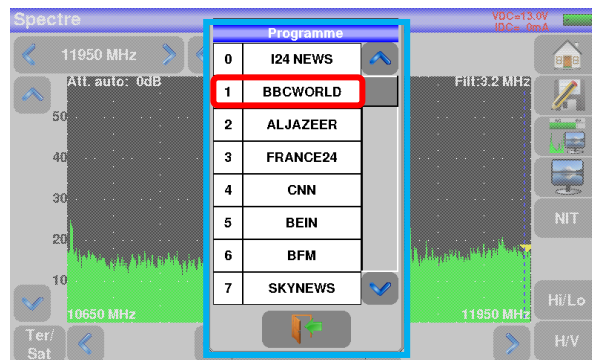 Spectre
VDC=13.0V
IDC= 0mA
Programme
11950 MHz
0 I24 NEWS
1 BBCWORLD
2 ALJAZEER
3 FRANCE24
4 CNN
5 BEIN
6 BFM
7 SKYNEWS
Att. auto: 0dB
Filt:3.2 MHz
50
40
30
20
10
10650 MHz
11950 MHz
NIT
Hi/Lo
Ter/
Sat
H/V